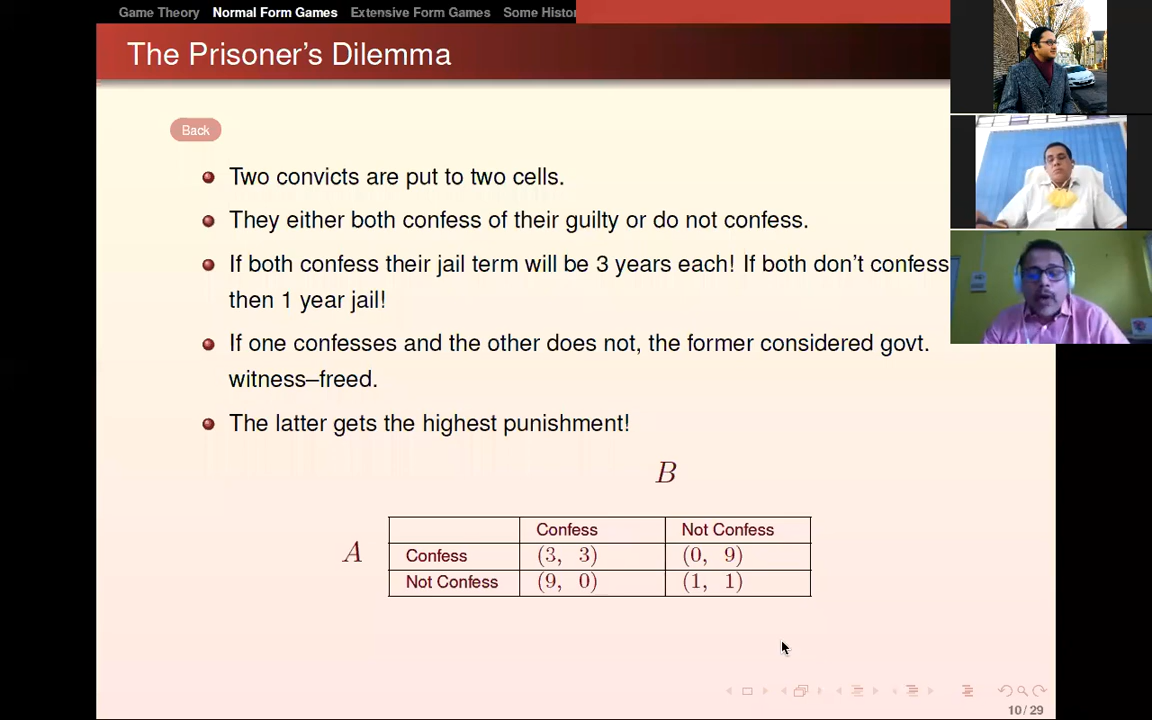 Game Theory Normal Form Games Extensive Form Games Some
The Prisoner's Dilemma
Back
Two convicts are put to two cells.
They either both confess of their guilty or do not confess.
If both confess their jail term will be 3 years each! If both don't confess
then 1 year jail!
If one confesses and the other does not, the former considered govt.
witness–freed.
The latter gets the highest punishment!
B
Confess Not Confess
A
Confess (3, 3) (0, 9)
Not Confess (9, 0) (1, 1)
10/29